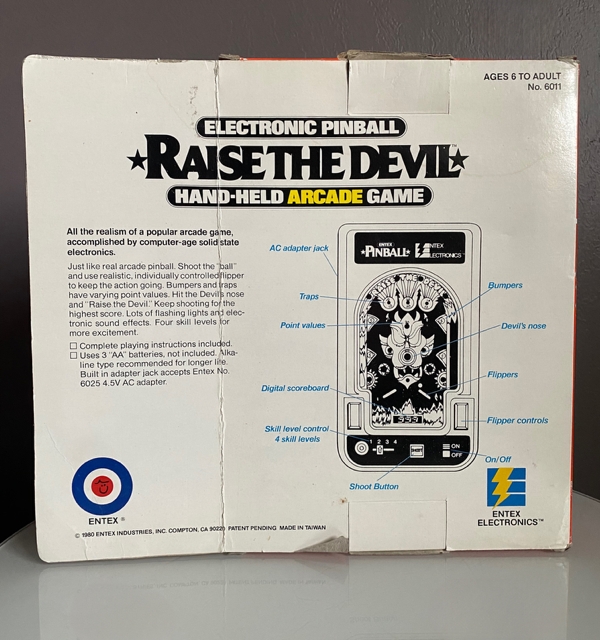 AGES 6 TO ADULT
No. 6011
ELECTRONIC PINBALL
RAISE THE DEVIL™
HAND-HELD ARCADE GAME
All the realism of a popular arcade game,
accomplished by computer-age solid state
electronics.
Just like real arcade pinball. Shoot the "ball"
and use realistic, individually controlled flipper
to keep the action going. Bumpers and traps
have varying point values. Hit the Devil's nose
and "Raise the Devil." Keep shooting for the
highest score. Lots of flashing lights and elec-
tronic sound effects. Four skill levels for
more excitement.
Complete playing instructions included.
Uses 3 "AA" batteries, not included. Alka-
line type recommended for longer life.
Built in adapter jack accepts Entex No.
6025 4.5V AC adapter.
AC adapter jack
Traps
Point values
Digital scoreboard
Skill level control
4 skill levels
Shoot Button
Bumpers
Devil's nose
Flippers
Flipper controls
On/Off
ENTEX
PINBALL
ENTEX
ELECTRONICS
RAISE THE
999
1 2 3 4
ON
OFF
ENTEX ®
ENTEX
ELECTRONICS™
© 1980 ENTEX INDUSTRIES, INC. COMPTON, CA 90220 PATENT PENDING MADE IN TAIWAN